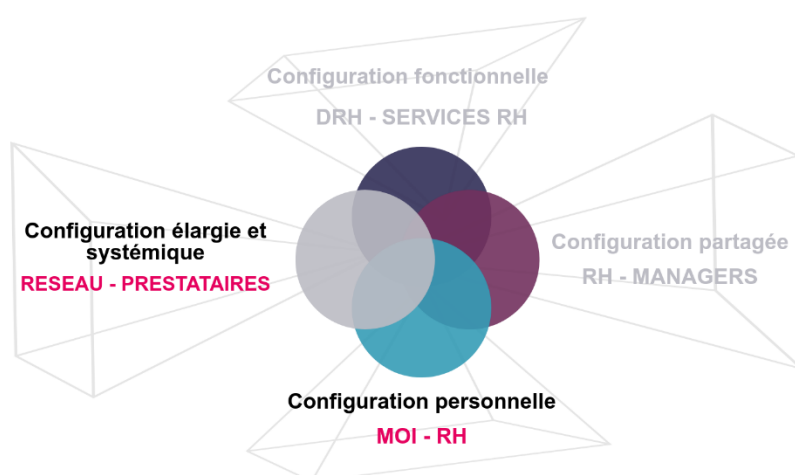 Configuration fonctionnelle
DRH - SERVICES RH
Configuration élargie et
systémique
RESEAU - PRESTATAIRES
Configuration partagée
RH - MANAGERS
Configuration personnelle
MOI - RH